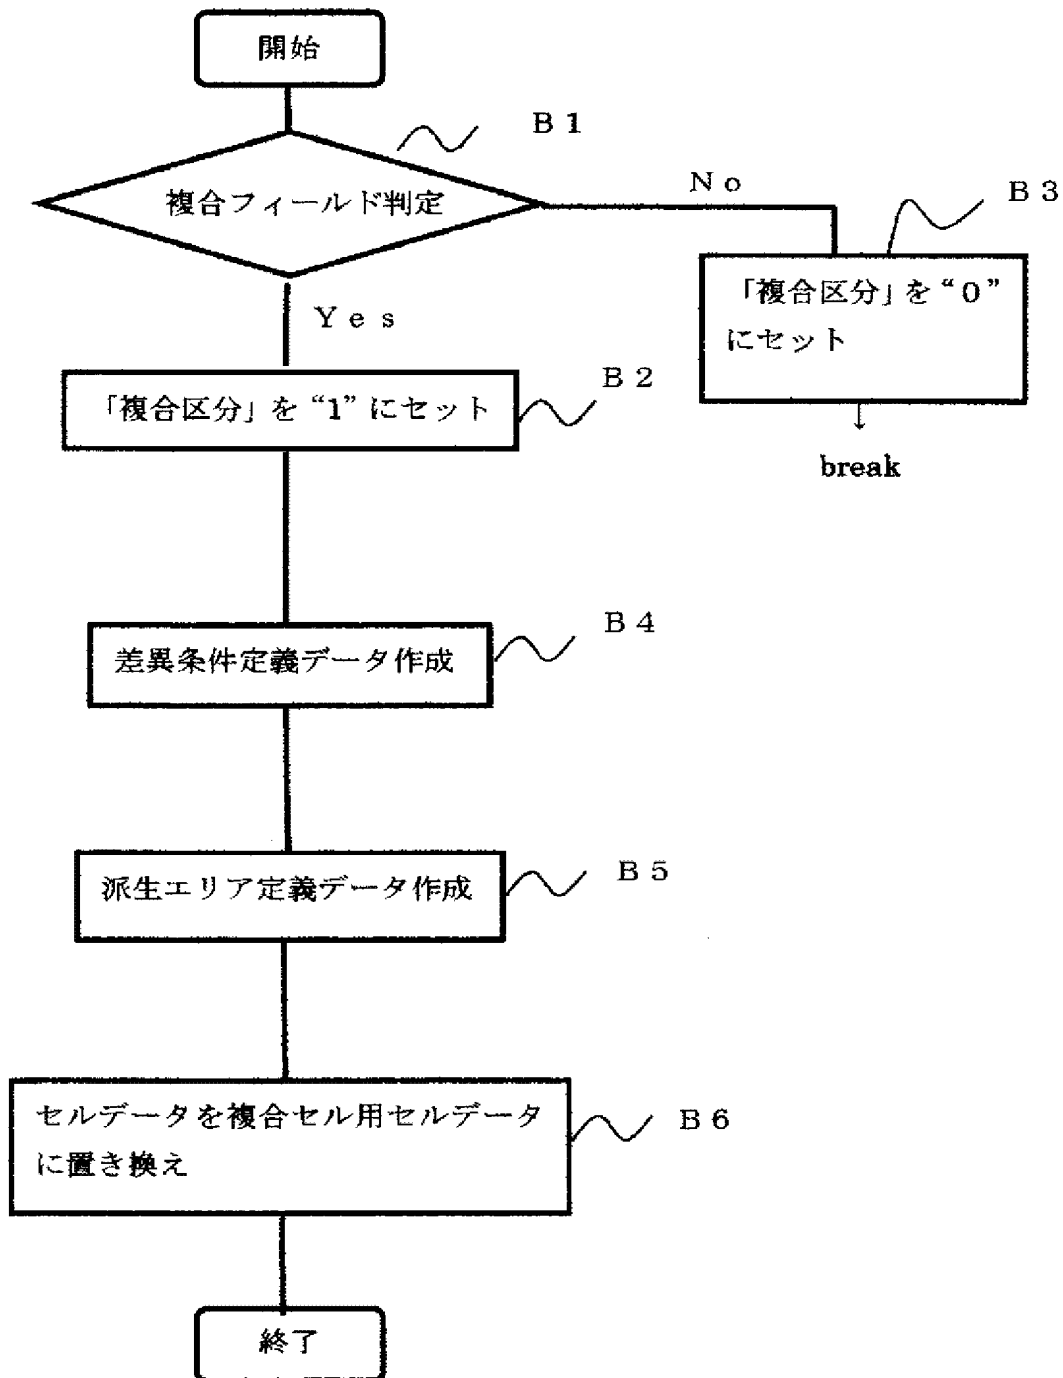 開始
B1
複合フィールド判定
No
B3
「複合区分」を“0”
にセット
break
Yes
B2
「複合区分」を“1”にセット
B4
差異条件定義データ作成
B5
派生エリア定義データ作成
B6
セルデータを複合セル用セルデータ
に置き換え
終了